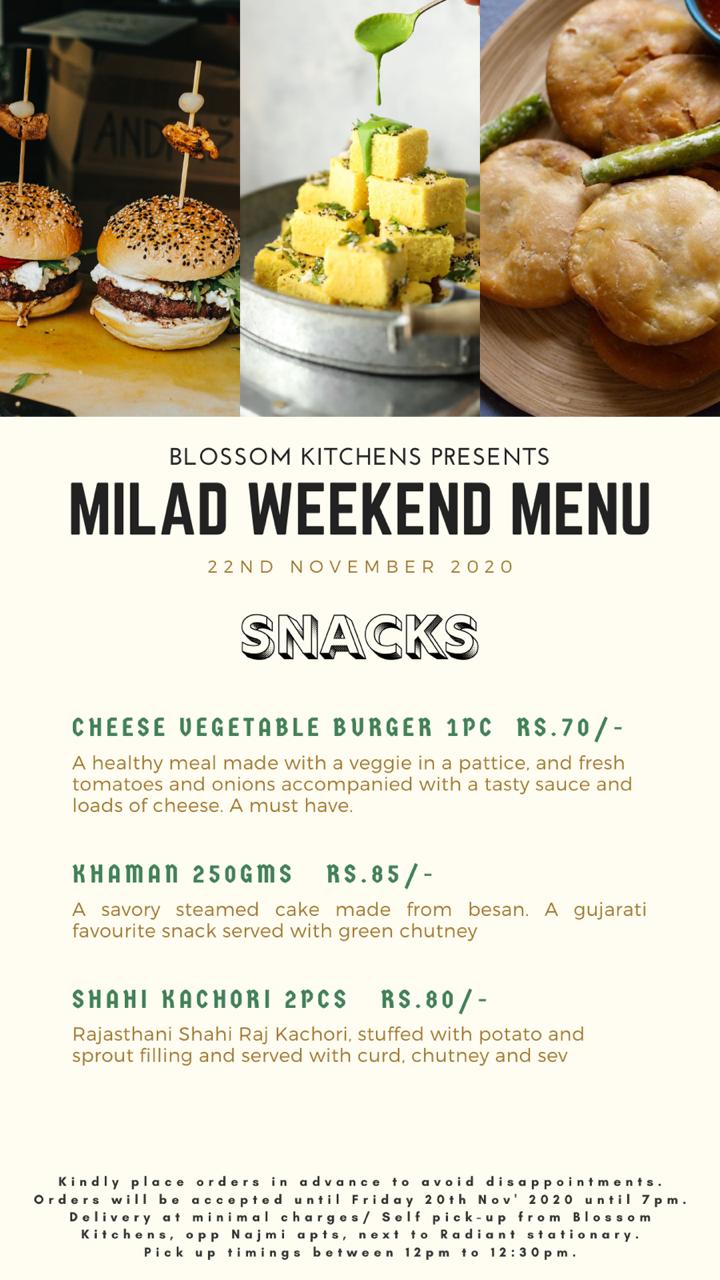 BLOSSOM KITCHENS PRESENTS
MILAD WEEKEND MENU
22ND NOVEMBER 2020
SNACKS
CHEESE VEGETABLE BURGER 1PC RS.70/-
A healthy meal made with a veggie in a pattice, and fresh
tomatoes and onions accompanied with a tasty sauce and
loads of cheese. A must have.
KHAMAN 250GMS RS.85/-
A savory steamed cake made from besan. A gujarati
favourite snack served with green chutney
SHAHI KACHORI 2PCS RS.80/-
Rajasthani Shahi Raj Kachori, stuffed with potato and
sprout filling and served with curd, chutney and sev
Kindly place orders in advance to avoid disappointments.
Orders will be accepted until Friday 20th Nov' 2020 until 7pm.
Delivery at minimal charges/ Self pick-up from Blossom
Kitchens, opp Najmi apts, next to Radiant stationary.
Pick up timings between 12pm to 12:30pm.